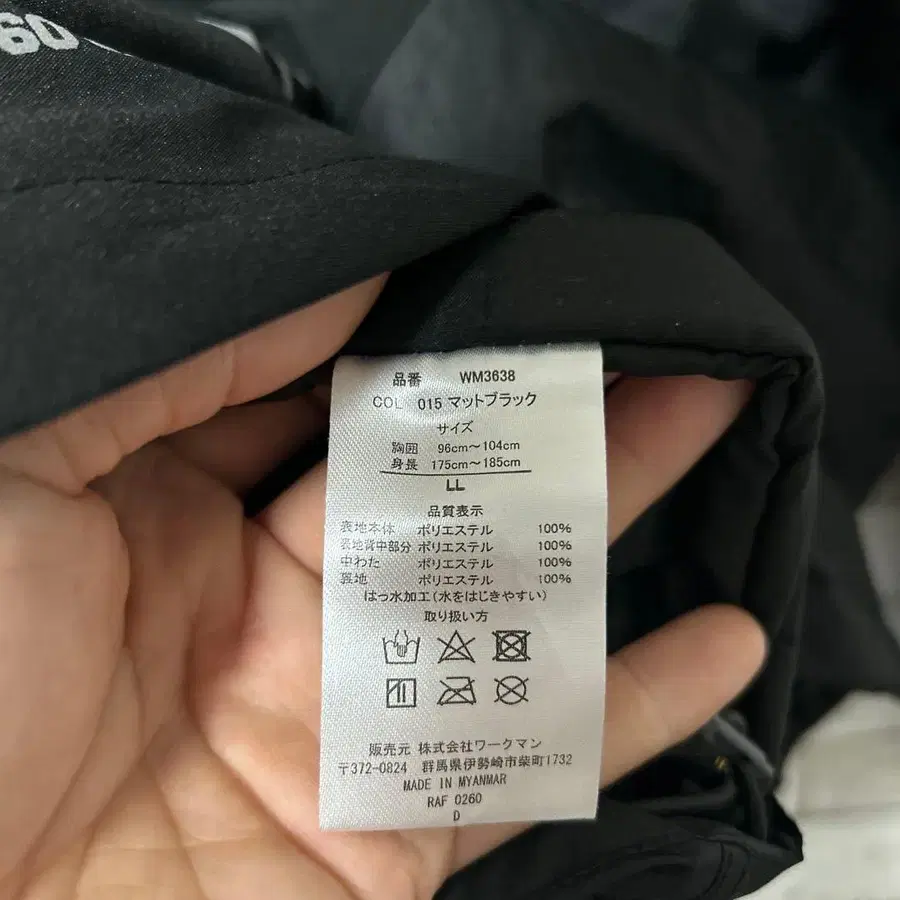 60
品番 WM3638
COL 015 マットブラック
サイズ
胸囲 96cm～104cm
身長 175cm～185cm
LL
品質表示
表地本体 ポリエステル 100%
表地背中部分 ポリエステル 100%
中わた ポリエステル 100%
裏地 ポリエステル 100%
はっ水加工(水をはじきやすい)
取り扱い方
販売元 株式会社ワークマン
〒372-0824 群馬県伊勢崎市柴町1732
MADE IN MYANMAR
RAF 0260
D